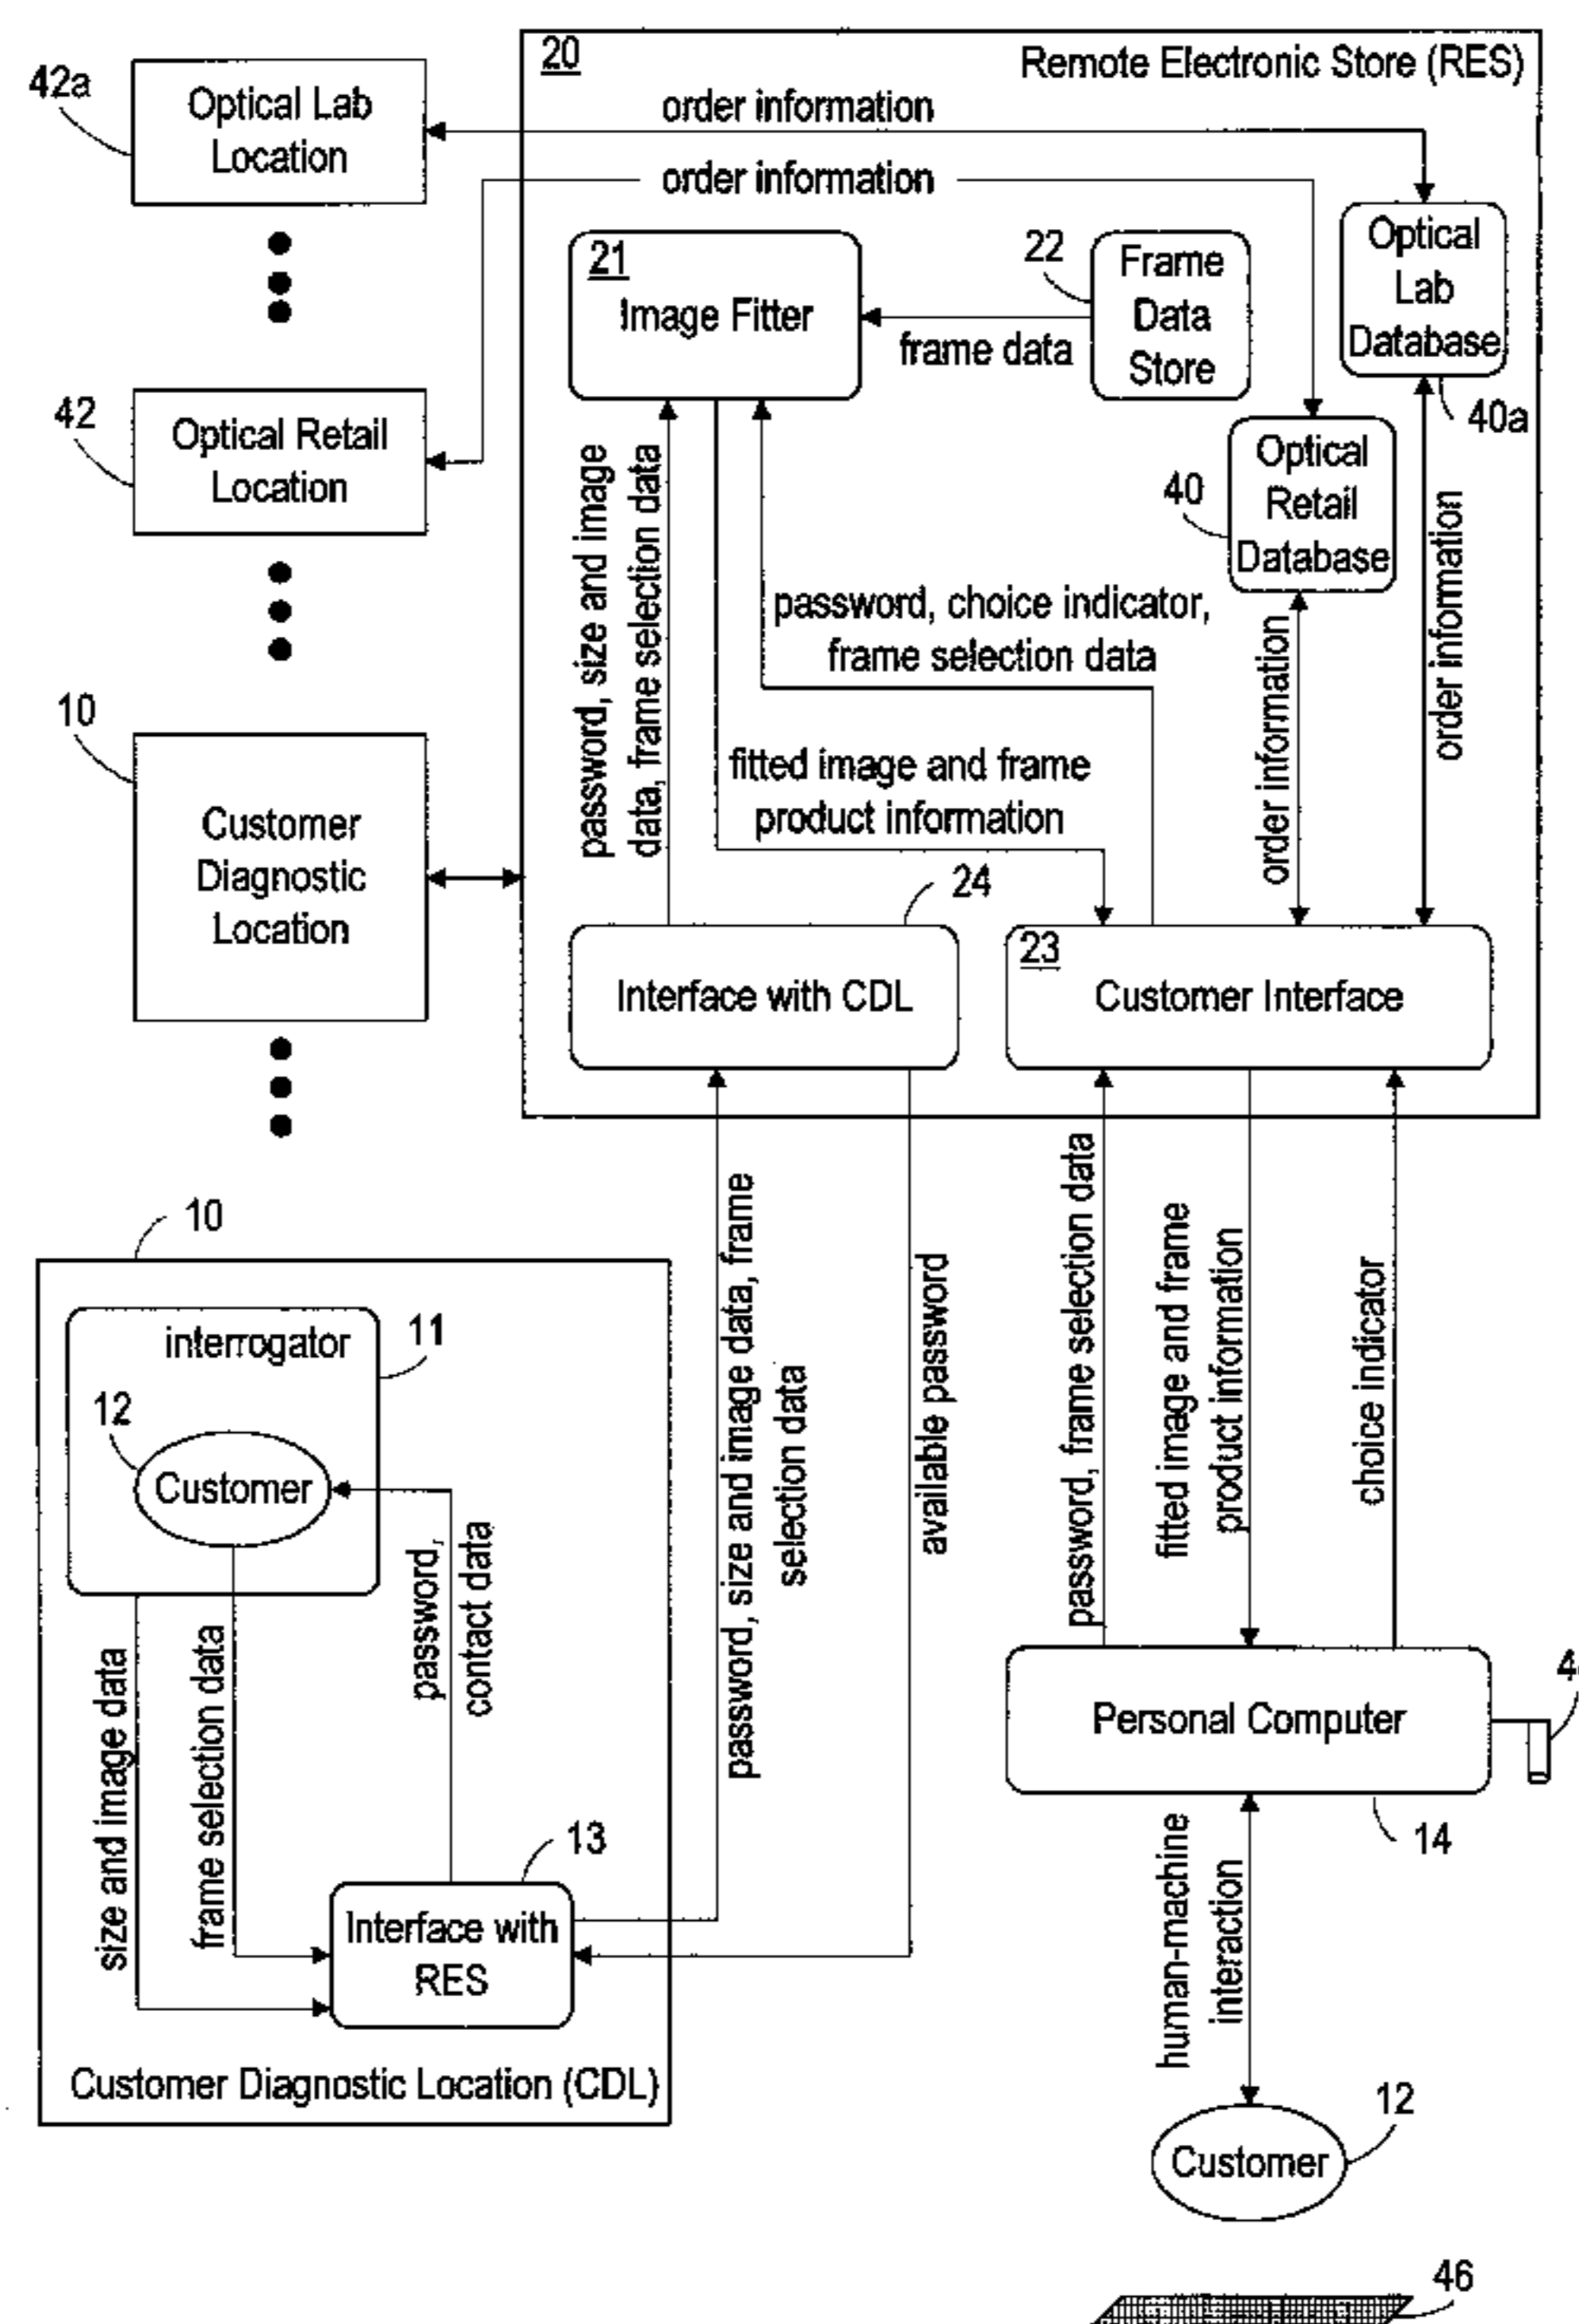 20
Remote Electronic Store (RES)
42a
Optical Lab
Location
order information
order information
21
Image Fitter
22
Frame
Data
Store
frame data
Optical
Lab
Database
40a
42
Optical Retail
Location
40
Optical
Retail
Database
password, size and image
data, frame selection data
password, choice indicator,
frame selection data
order information
order information
10
Customer
Diagnostic
Location
fitted image and frame
product information
24
Interface with CDL
23
Customer Interface
10
interrogator
11
12
Customer
password,
contact data
size and image data
frame selection data
13
Interface with
RES
Customer Diagnostic Location (CDL)
password, size and image data, frame
selection data
available password
password, frame selection data
fitted image and frame
product information
choice indicator
Personal Computer
14
human-machine
interaction
12
Customer
46